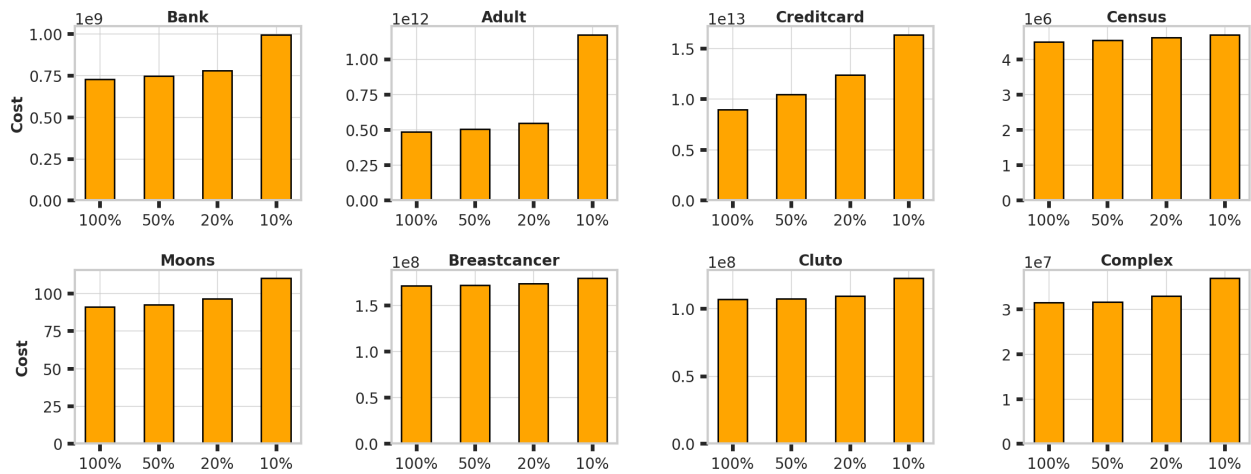 Bank
1e9
Cost
1.00
0.75
0.50
0.25
0.00
100% 50% 20% 10%
Adult
1e12
1.00
0.75
0.50
0.25
0.00
100% 50% 20% 10%
Creditcard
1e13
1.5
1.0
0.5
0.0
100% 50% 20% 10%
Census
1e6
4
3
2
1
0
100% 50% 20% 10%
Moons
Cost
100
75
50
25
0
100% 50% 20% 10%
Breastcancer
1e8
1.5
1.0
0.5
0.0
100% 50% 20% 10%
Cluto
1e8
1.0
0.5
0.0
100% 50% 20% 10%
Complex
1e7
3
2
1
0
100% 50% 20% 10%